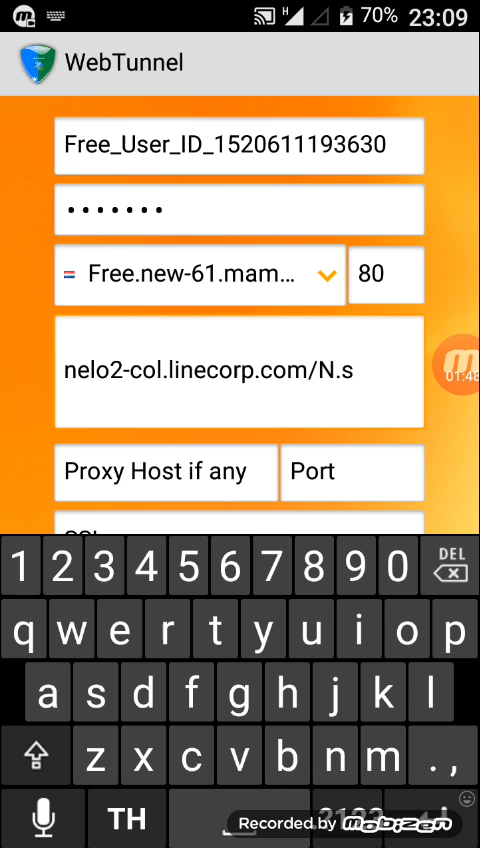 H 70% 23:09
WebTunnel
Free_User_ID_1520611193630
•••••••
Free.new-61.mam... 80
nelo2-col.linecorp.com/N.s
01:48
Proxy Host if any Port
1 2 3 4 5 6 7 8 9 0 DEL
q w e r t y u i o p
a s d f g h j k l
z x c v b n m . ,
TH
Recorded by mobizen